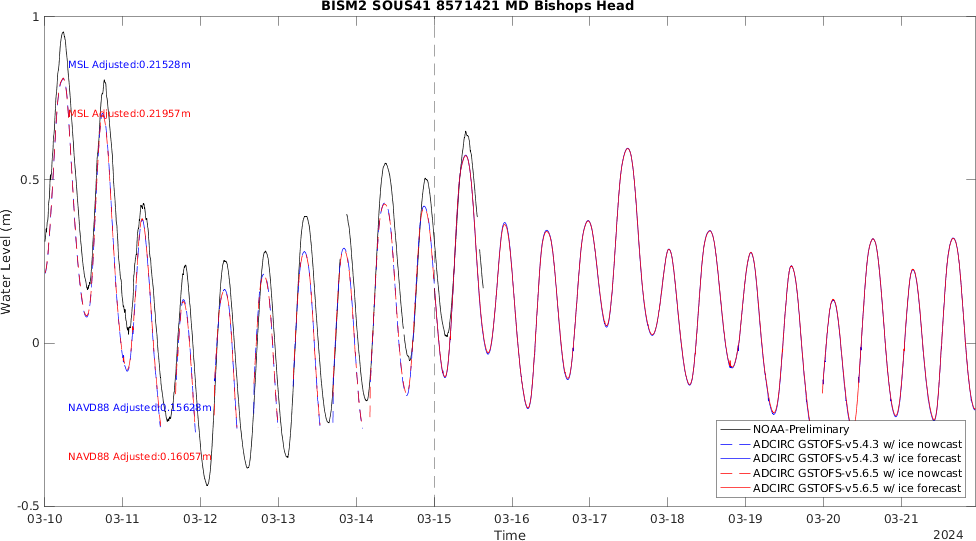 BISM2 SOUS41 8571421 MD Bishops Head
1
MSL Adjusted:0.21528m
MSL Adjusted:0.21957m
0.5
Water Level (m)
0
NAVD88 Adjusted:0.15628m
NAVD88 Adjusted:0.16057m
-0.5
NOAA-Preliminary
ADCIRC GSTOFS-v5.4.3 w/ ice nowcast
ADCIRC GSTOFS-v5.4.3 w/ ice forecast
ADCIRC GSTOFS-v5.6.5 w/ ice nowcast
ADCIRC GSTOFS-v5.6.5 w/ ice forecast
03-10 03-11 03-12 03-13 03-14 03-15 03-16 03-17 03-18 03-19 03-20 03-21
Time
2024